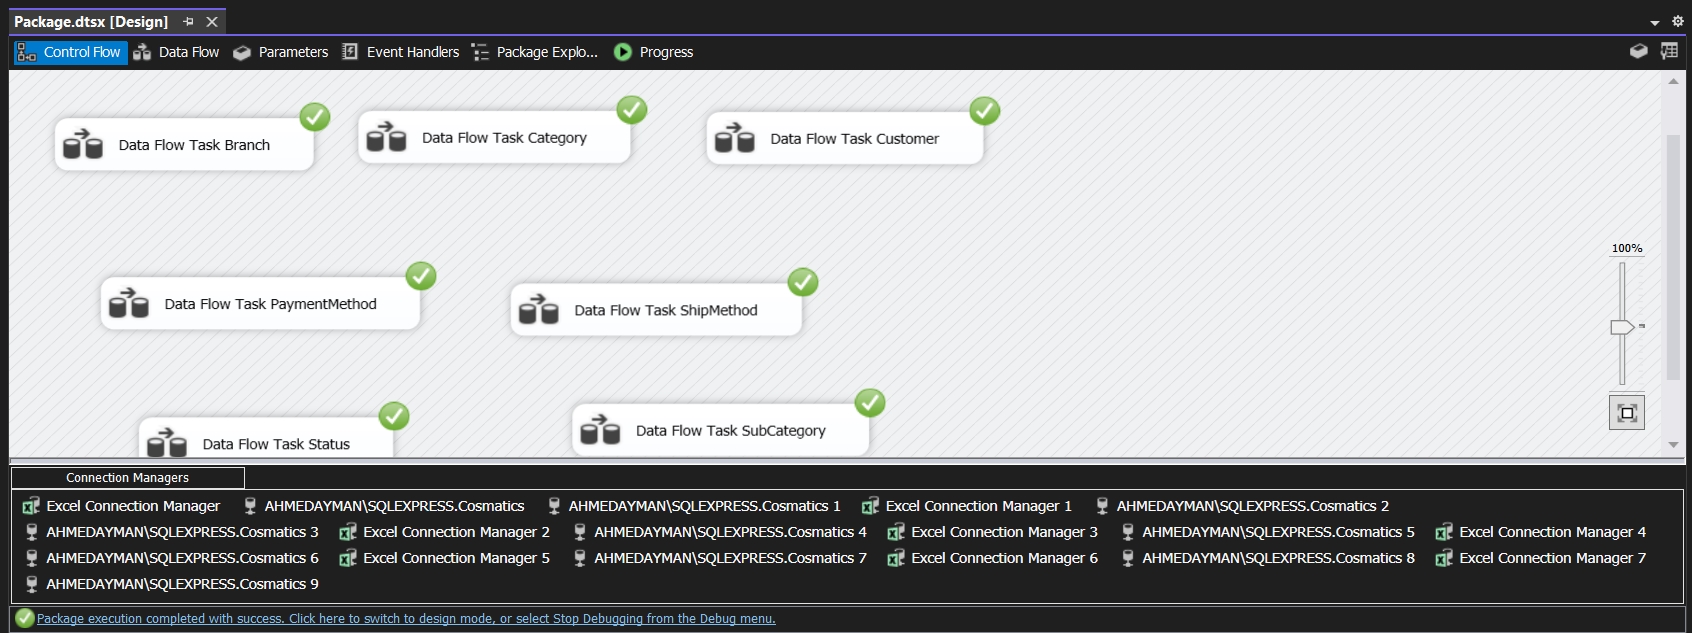 Package.dtsx [Design]
Control Flow Data Flow Parameters Event Handlers Package Explo... Progress
Data Flow Task Branch
Data Flow Task Category
Data Flow Task Customer
100%
Data Flow Task PaymentMethod
Data Flow Task ShipMethod
Data Flow Task Status
Data Flow Task SubCategory
Connection Managers
Excel Connection Manager AHMEDAYMAN\SQLEXPRESS.Cosmatics AHMEDAYMAN\SQLEXPRESS.Cosmatics 1 Excel Connection Manager 1 AHMEDAYMAN\SQLEXPRESS.Cosmatics 2
AHMEDAYMAN\SQLEXPRESS.Cosmatics 3 Excel Connection Manager 2 AHMEDAYMAN\SQLEXPRESS.Cosmatics 4 Excel Connection Manager 3 AHMEDAYMAN\SQLEXPRESS.Cosmatics 5 Excel Connection Manager 4
AHMEDAYMAN\SQLEXPRESS.Cosmatics 6 Excel Connection Manager 5 AHMEDAYMAN\SQLEXPRESS.Cosmatics 7 Excel Connection Manager 6 AHMEDAYMAN\SQLEXPRESS.Cosmatics 8 Excel Connection Manager 7
AHMEDAYMAN\SQLEXPRESS.Cosmatics 9
Package execution completed with success. Click here to switch to design mode, or select Stop Debugging from the Debug menu.